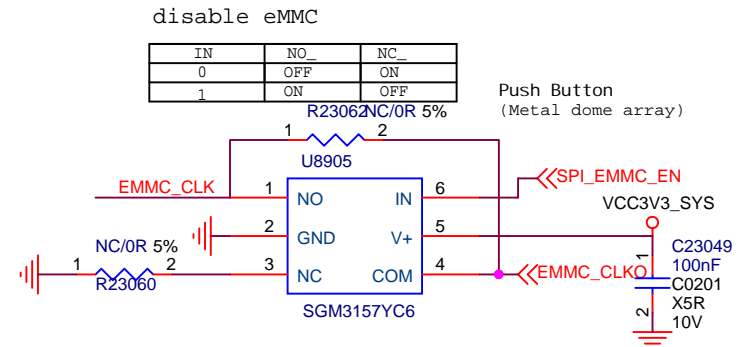 disable eMMC
IN NO_ NC_
0 OFF ON
1 ON OFF
Push Button
(Metal dome array)
R23062 NC/0R 5%
1 2
U8905
EMMC_CLK 1 NO IN 6 SPI_EMMC_EN
VCC3V3_SYS
2 GND V+ 5
NC/0R 5%
1 2 3 NC COM 4 EMMC_CLKO
R23060
SGM3157YC6
1 C23049
100nF
C0201
2 X5R
10V